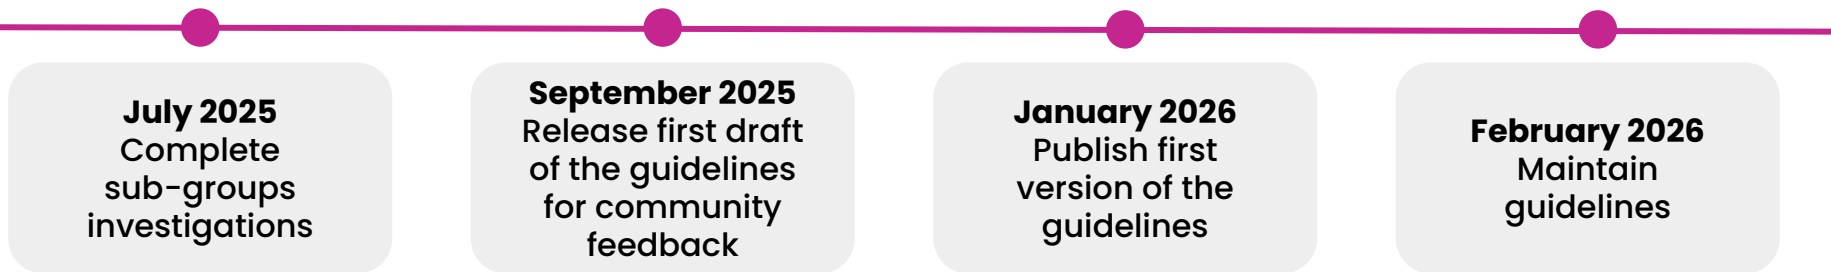 July 2025
Complete
sub-groups
investigations
September 2025
Release first draft
of the guidelines
for community
feedback
January 2026
Publish first
version of the
guidelines
February 2026
Maintain
guidelines